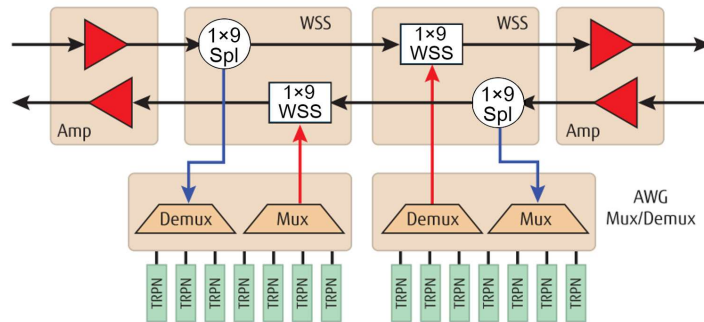 WSS
WSS
1×9
Spl
1×9
WSS
1×9
WSS
1×9
Spl
Amp
Amp
Demux
Mux
Demux
Mux
AWG
Mux/Demux
TRPN
TRPN
TRPN
TRPN
TRPN
TRPN
TRPN
TRPN
TRPN
TRPN
TRPN
TRPN
TRPN
TRPN